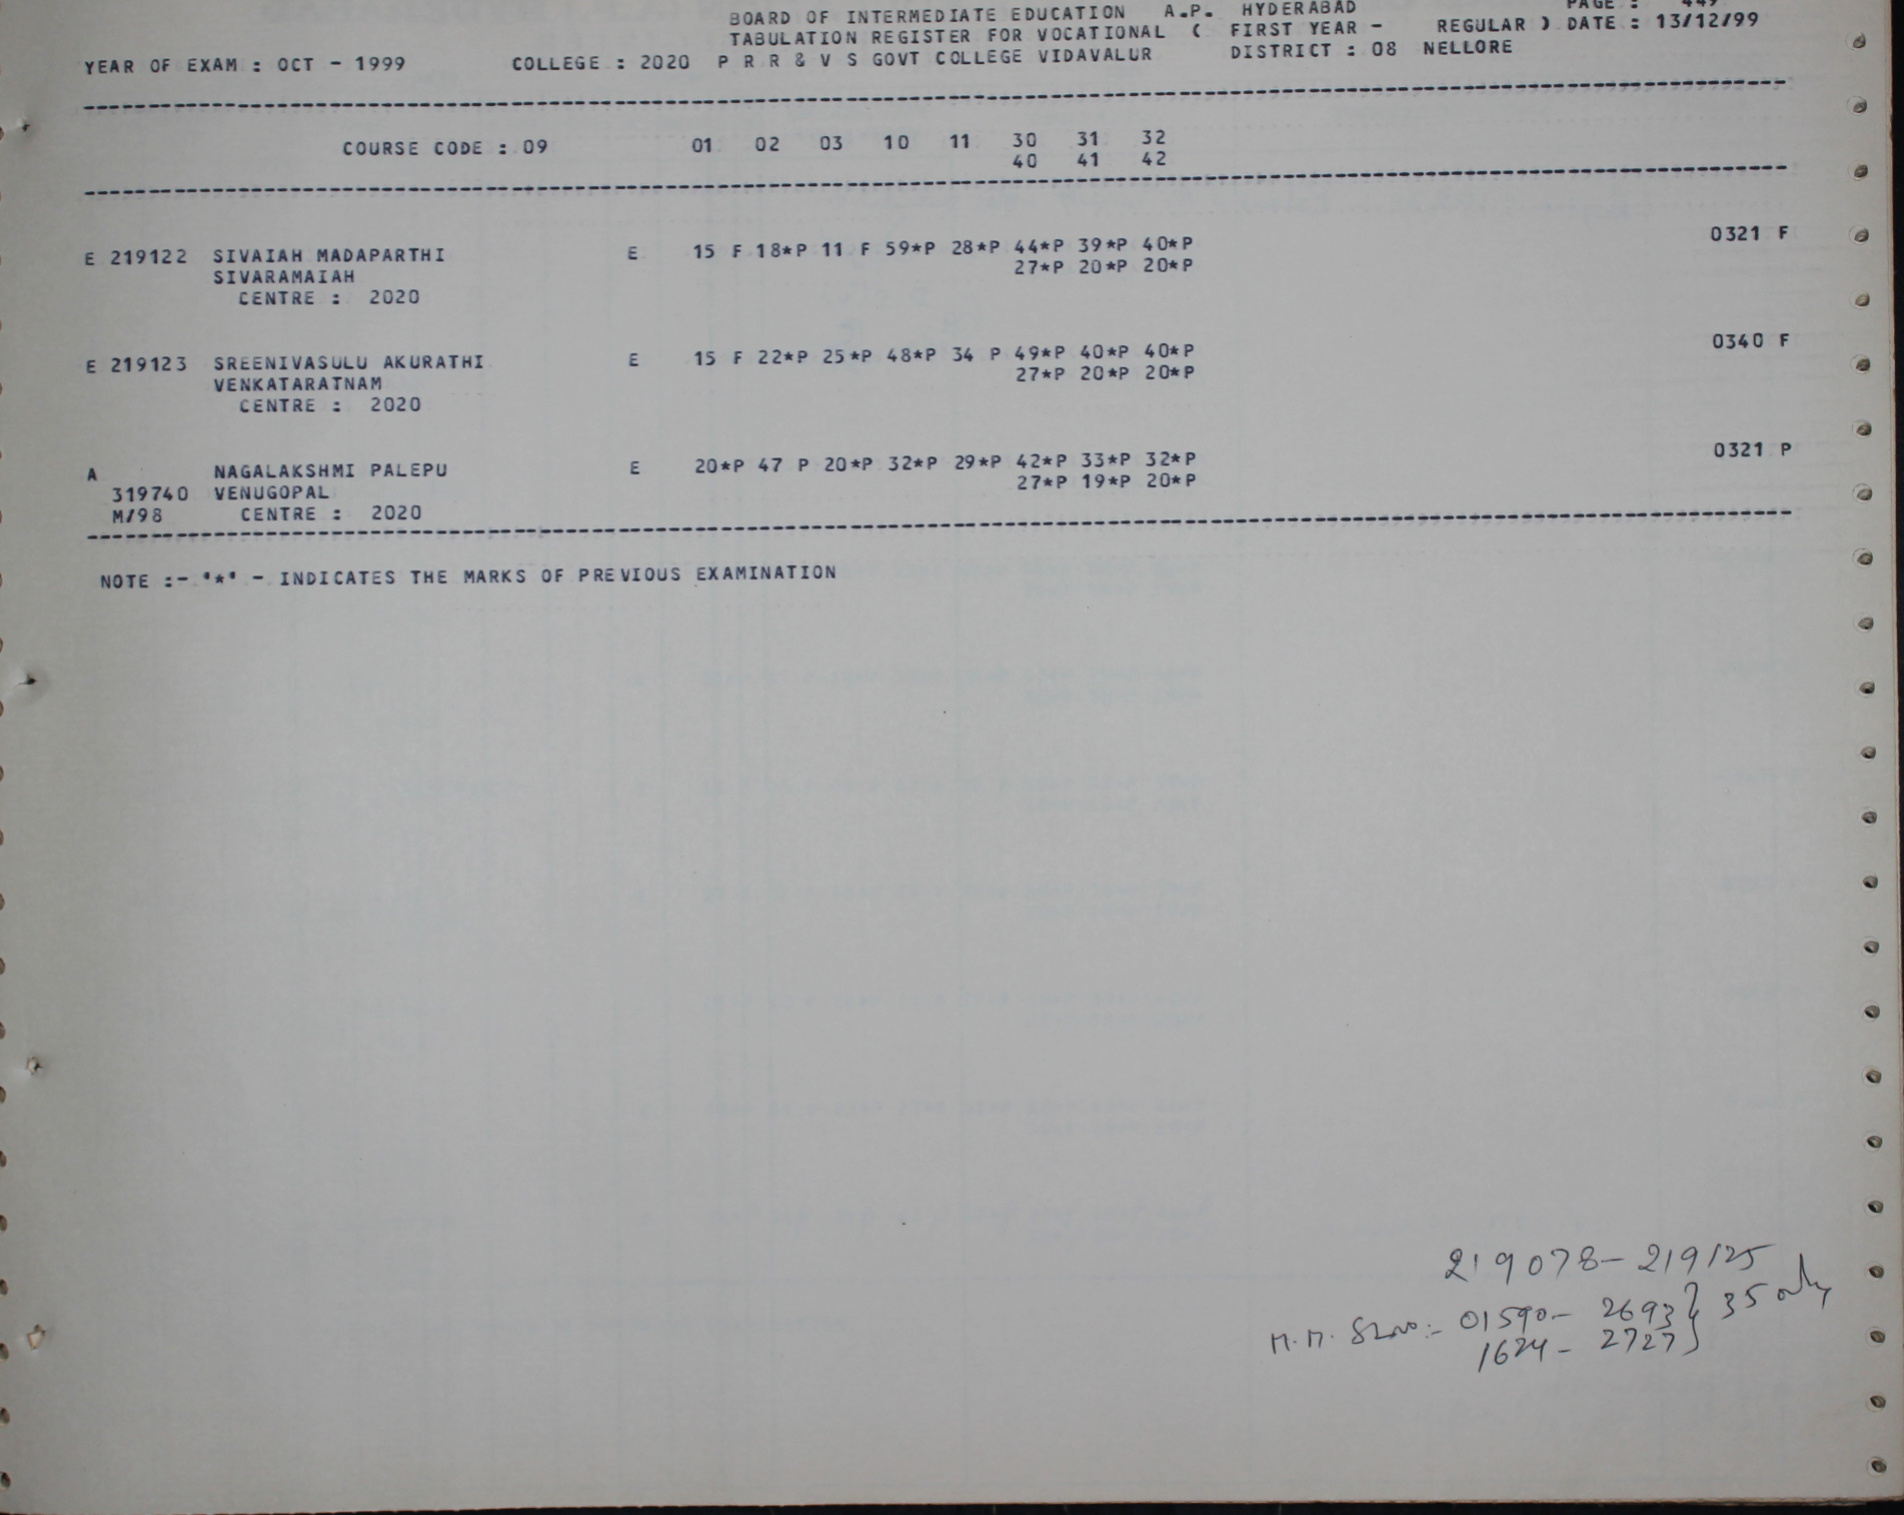 BOARD OF INTERMEDIATE EDUCATION A.P. HYDERABAD PAGE : 449
TABULATION REGISTER FOR VOCATIONAL ( FIRST YEAR - REGULAR ) DATE : 13/12/99
YEAR OF EXAM : OCT - 1999 COLLEGE : 2020 P R R & V S GOVT COLLEGE VIDAVALUR DISTRICT : 08 NELLORE
COURSE CODE : 09 01 02 03 10 11 30 31 32
40 41 42
E 219122 SIVAIAH MADAPARTHI E 15 F 18*P 11 F 59*P 28*P 44*P 39*P 40*P 0321 F
SIVARAMAIAH 27*P 20*P 20*P
CENTRE : 2020
E 219123 SREENIVASULU AKURATHI E 15 F 22*P 25*P 48*P 34 P 49*P 40*P 40*P 0340 F
VENKATARATNAM 27*P 20*P 20*P
CENTRE : 2020
A NAGALAKSHMI PALEPU E 20*P 47 P 20*P 32*P 29*P 42*P 33*P 32*P 0321 P
319740 VENUGOPAL 27*P 19*P 20*P
M/98 CENTRE : 2020
NOTE :- '*' - INDICATES THE MARKS OF PREVIOUS EXAMINATION
219078 - 219125
M.M. Slno:- 01590 - 2693 } 35 only
1624 - 2727